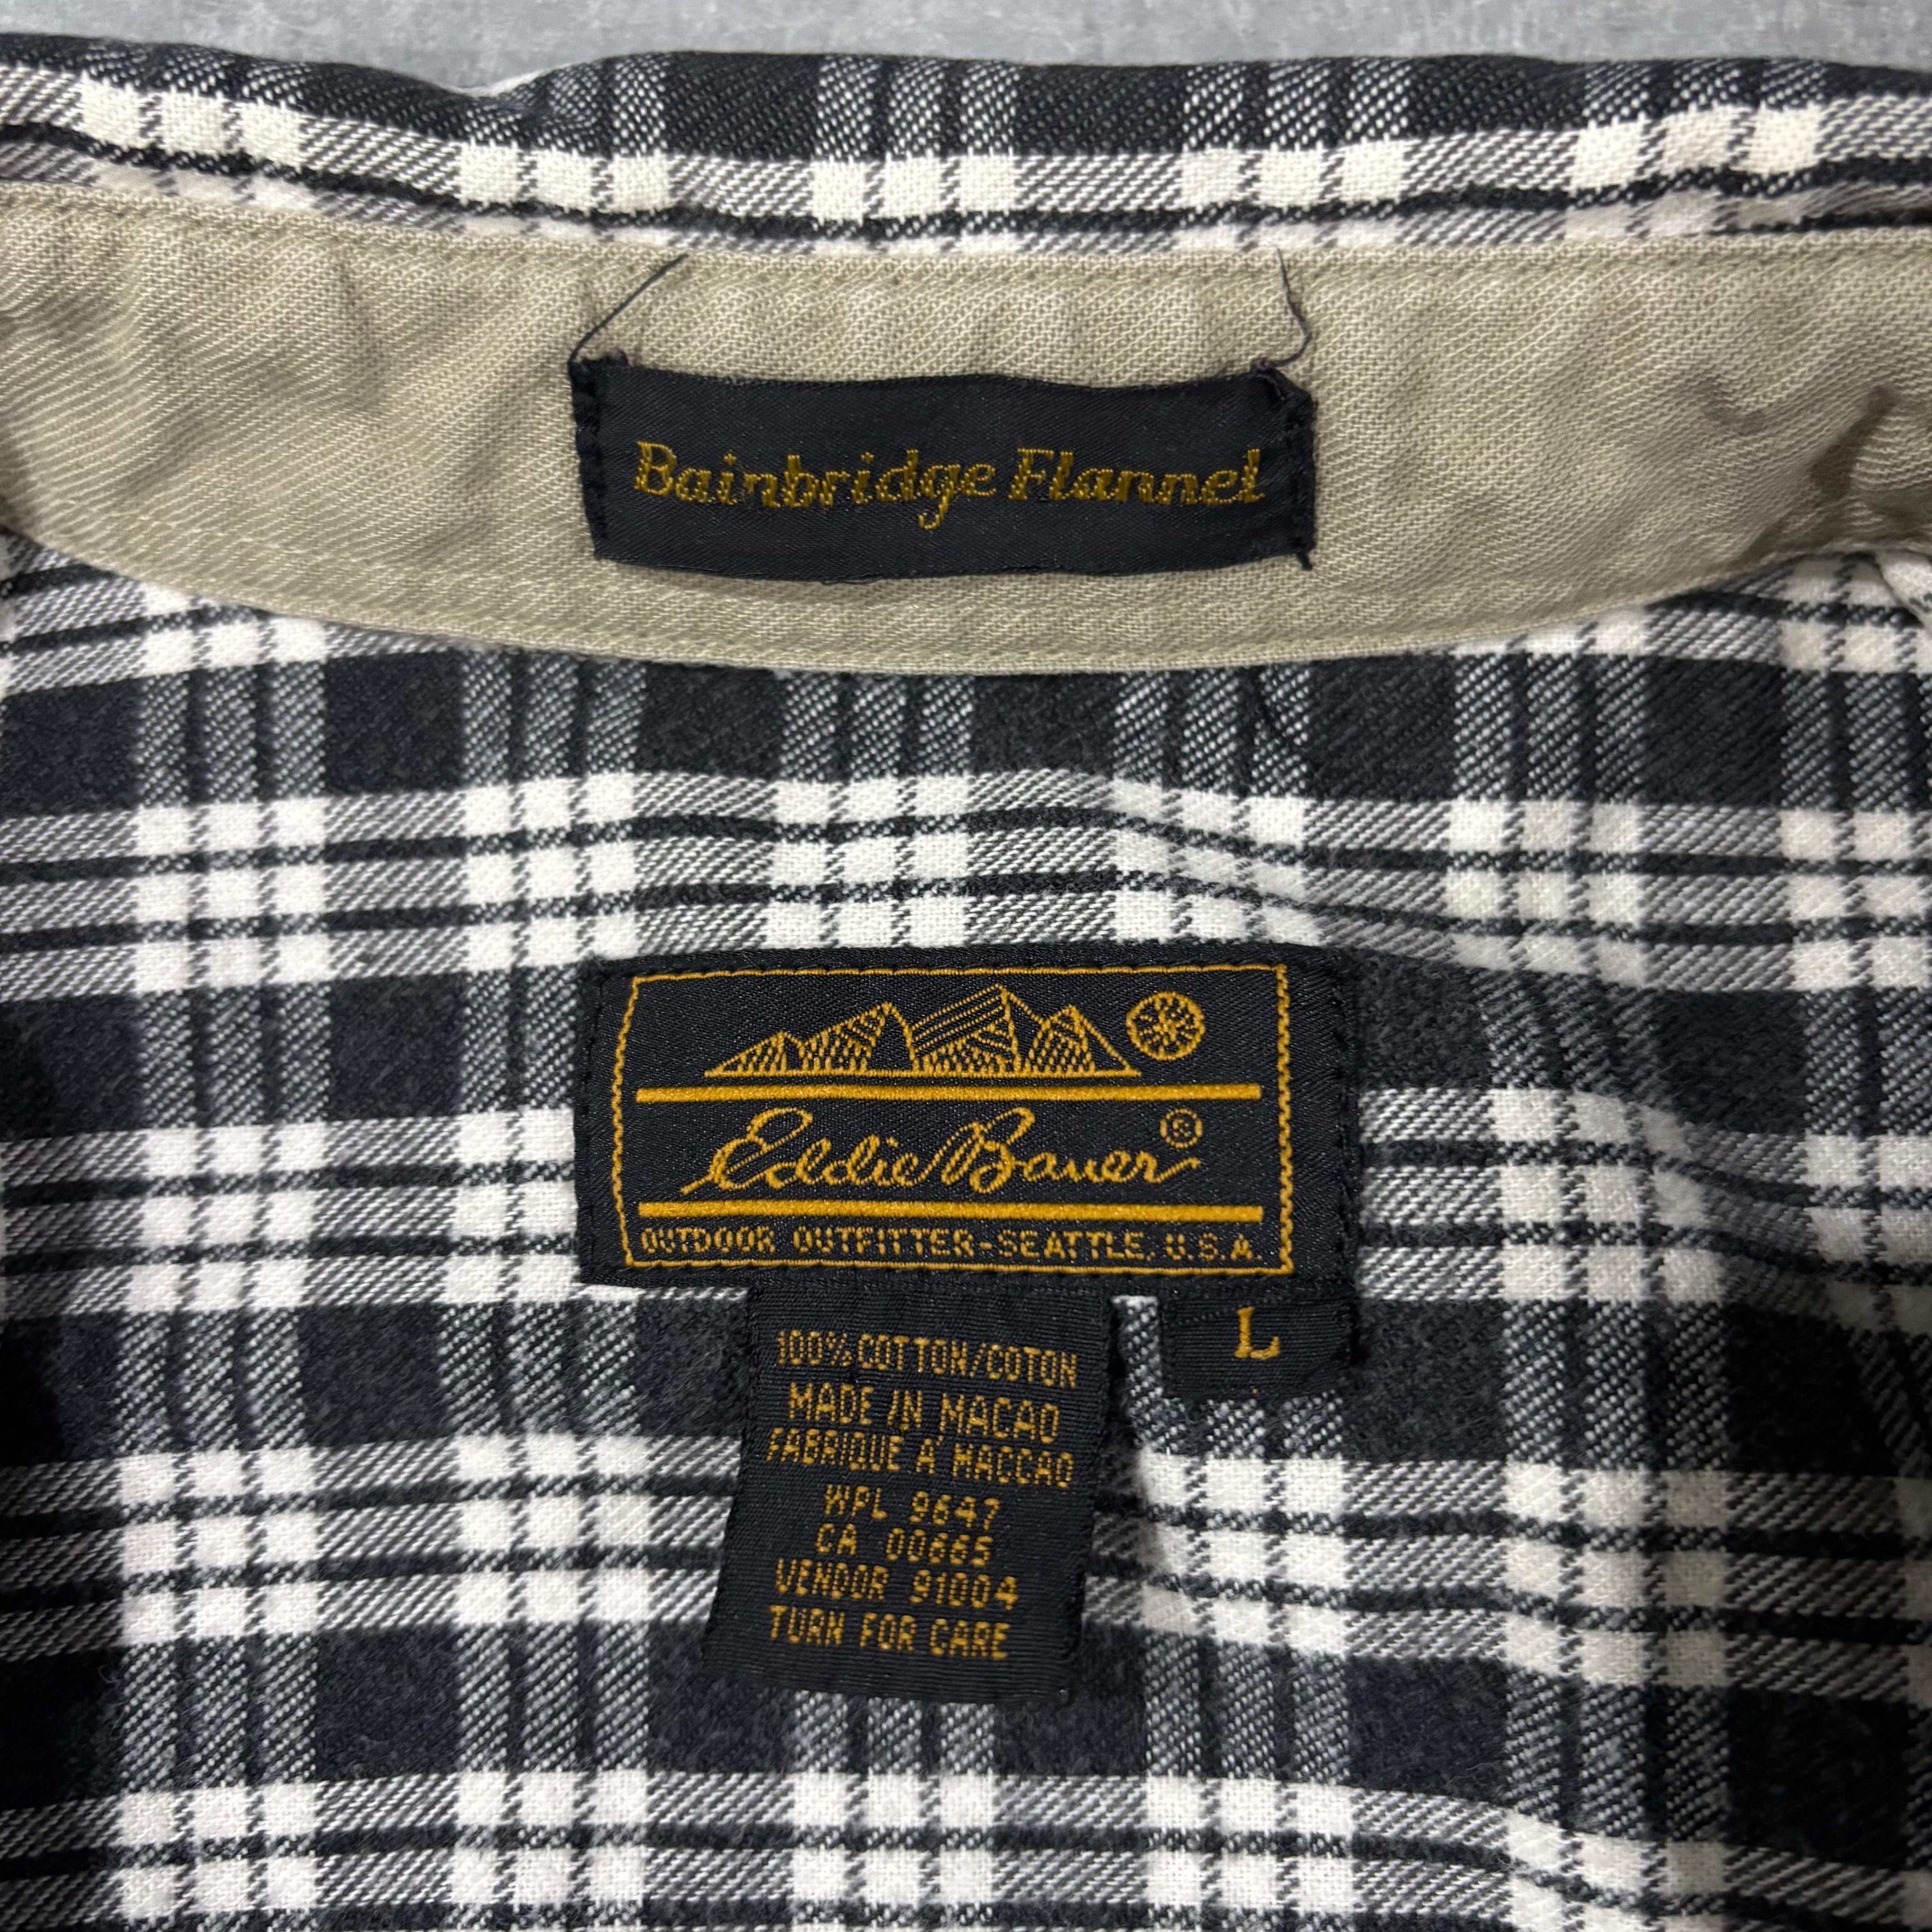 Bainbridge Flannel
Eddie Bauer®
OUTDOOR OUTFITTER-SEATTLE, U.S.A.
L
100% COTTON/COTON
MADE IN MACAO
FABRIQUE A' MACCAO
WPL 9647
CA 00665
VENDOR 91004
TURN FOR CARE